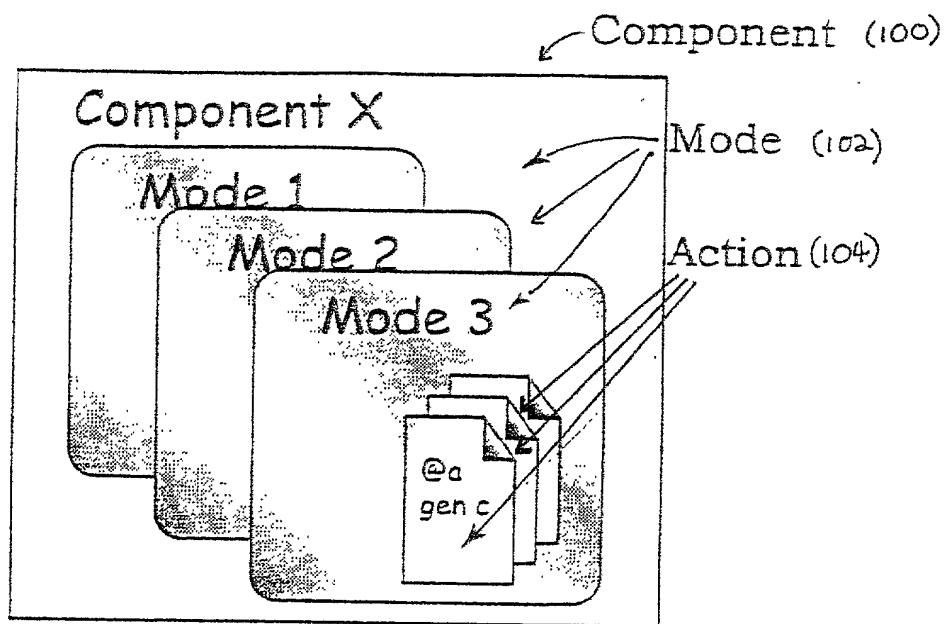 Component (100)
Component X
Mode (102)
Mode 1
Action (104)
Mode 2
Mode 3
@a
gen c